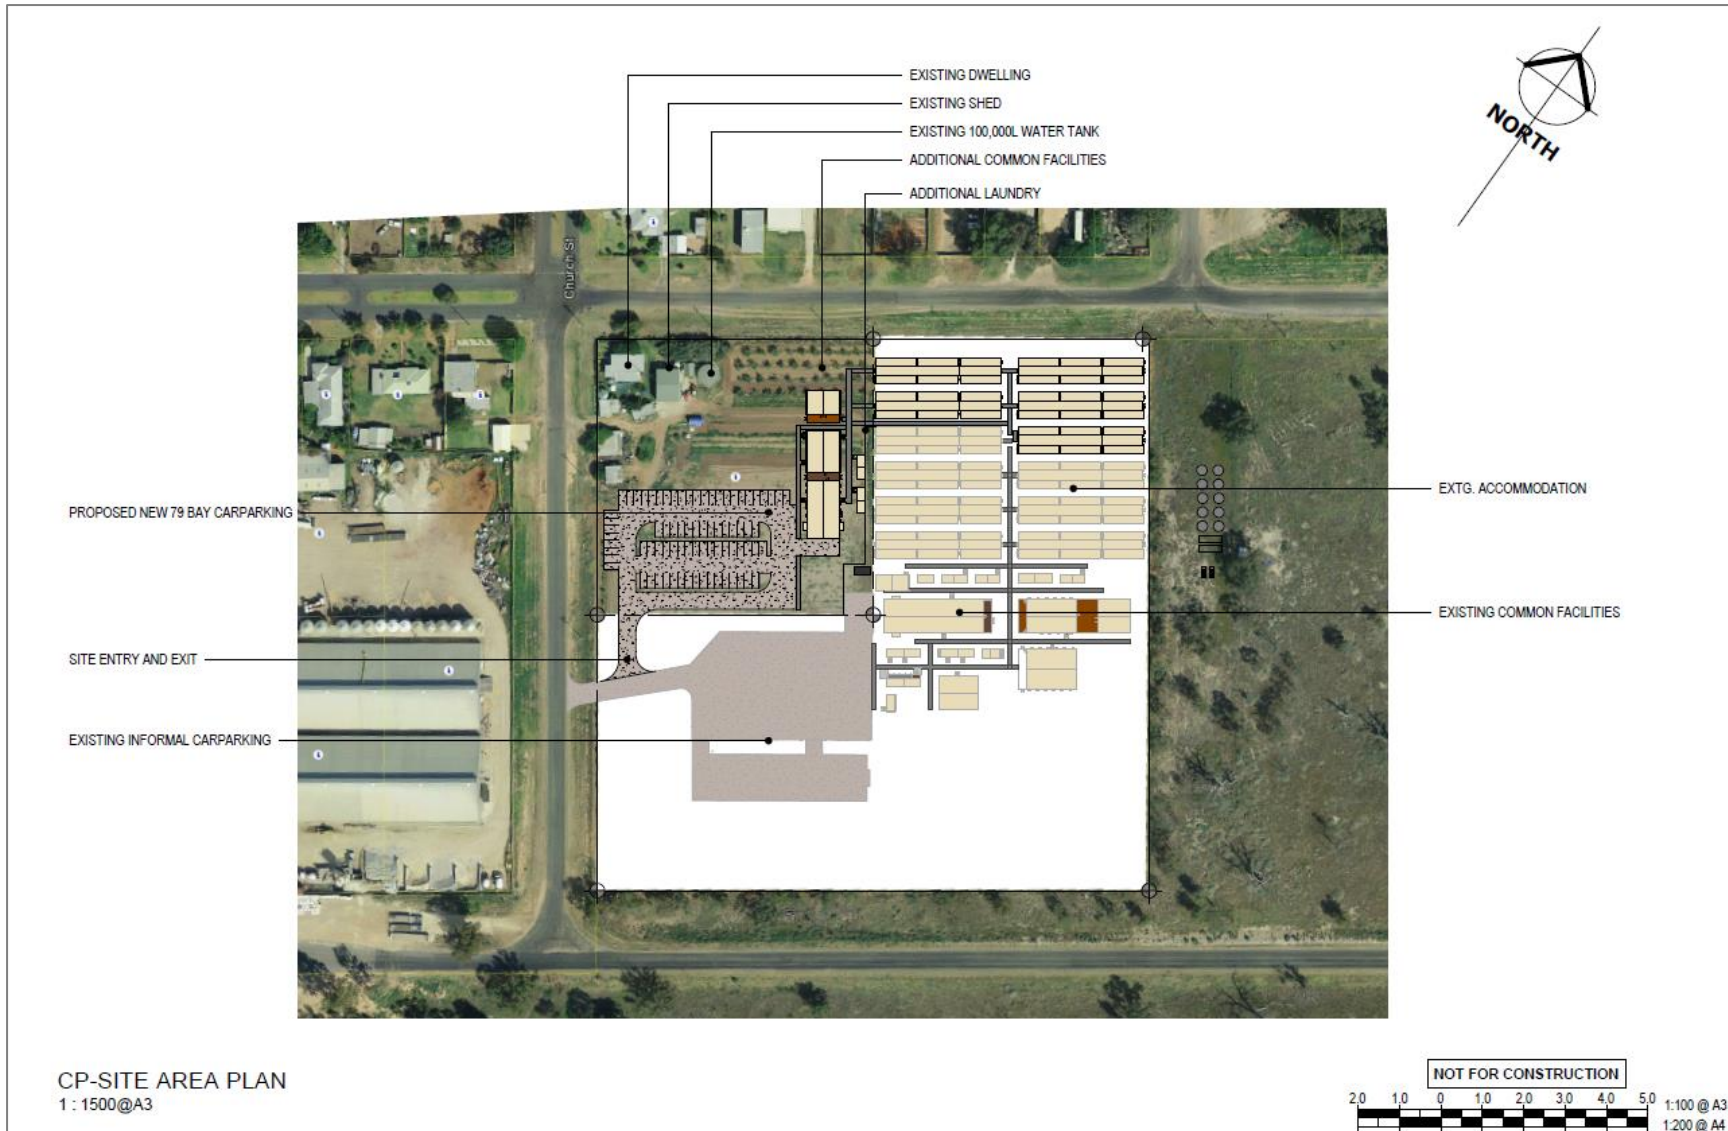 EXISTING DWELLING
EXISTING SHED
EXISTING 100,000L WATER TANK
ADDITIONAL COMMON FACILITIES
ADDITIONAL LAUNDRY
NORTH
Church St
EXTG. ACCOMMODATION
PROPOSED NEW 79 BAY CARPARKING
EXISTING COMMON FACILITIES
SITE ENTRY AND EXIT
EXISTING INFORMAL CARPARKING
CP-SITE AREA PLAN
1 : 1500@A3
NOT FOR CONSTRUCTION
2.0 1.0 0 1.0 2.0 3.0 4.0 5.0 1:100 @ A3
1:200 @ A4